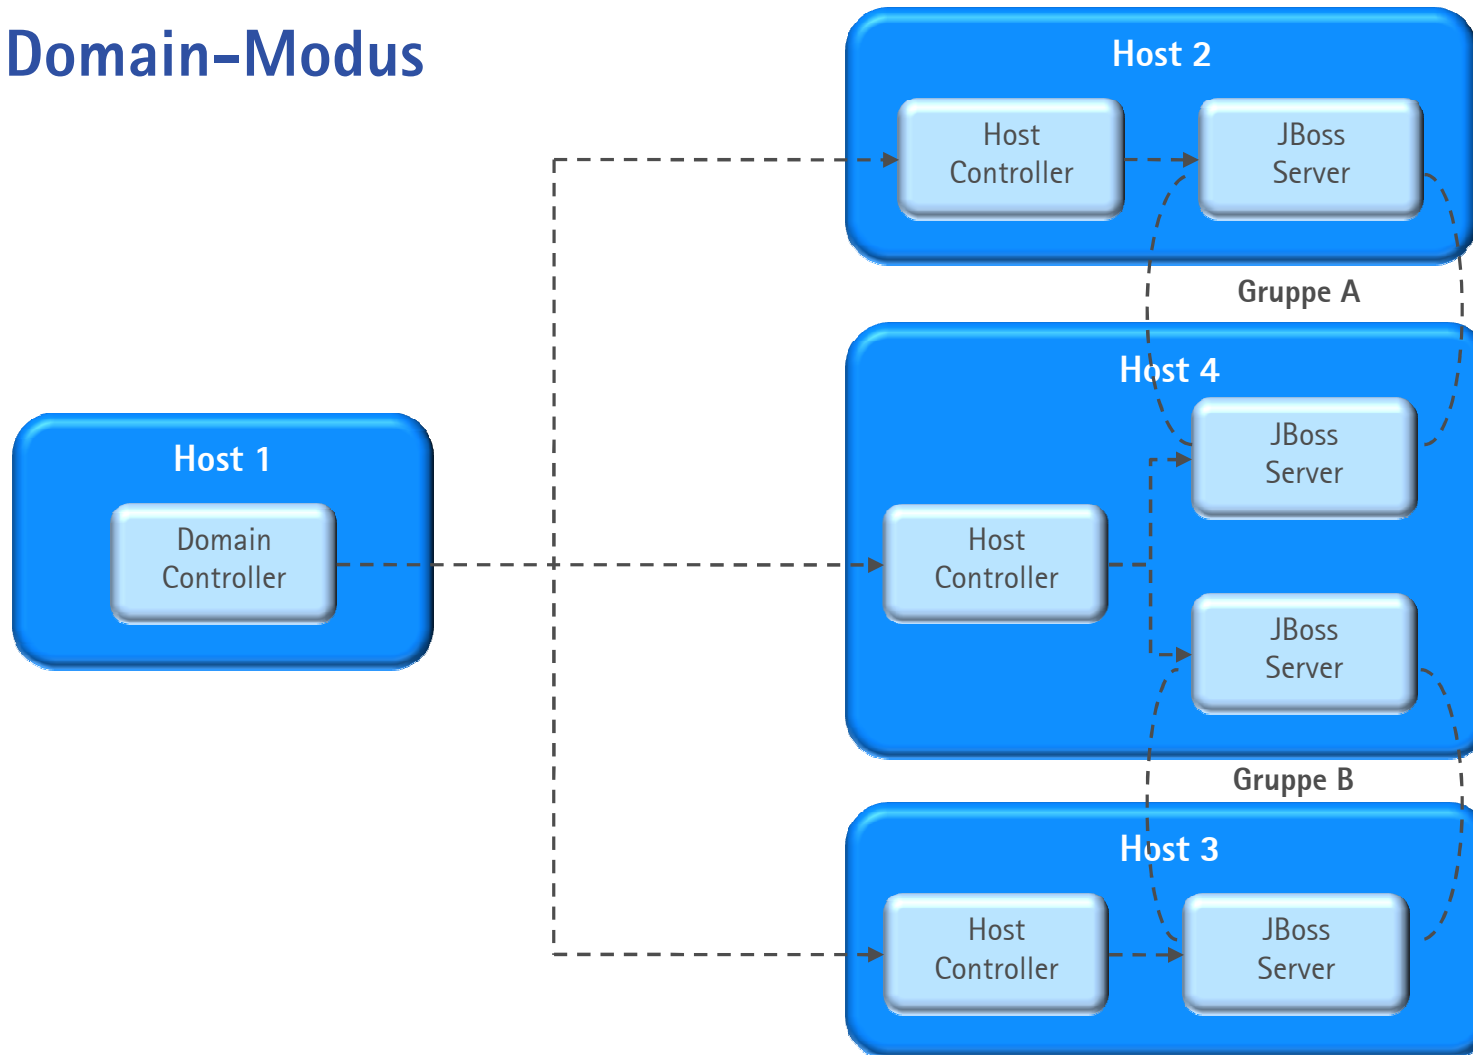 Domain-Modus
Host 2
Host
Controller
JBoss
Server
Gruppe A
Host 4
JBoss
Server
Host 1
Domain
Controller
Host
Controller
JBoss
Server
Gruppe B
Host 3
Host
Controller
JBoss
Server